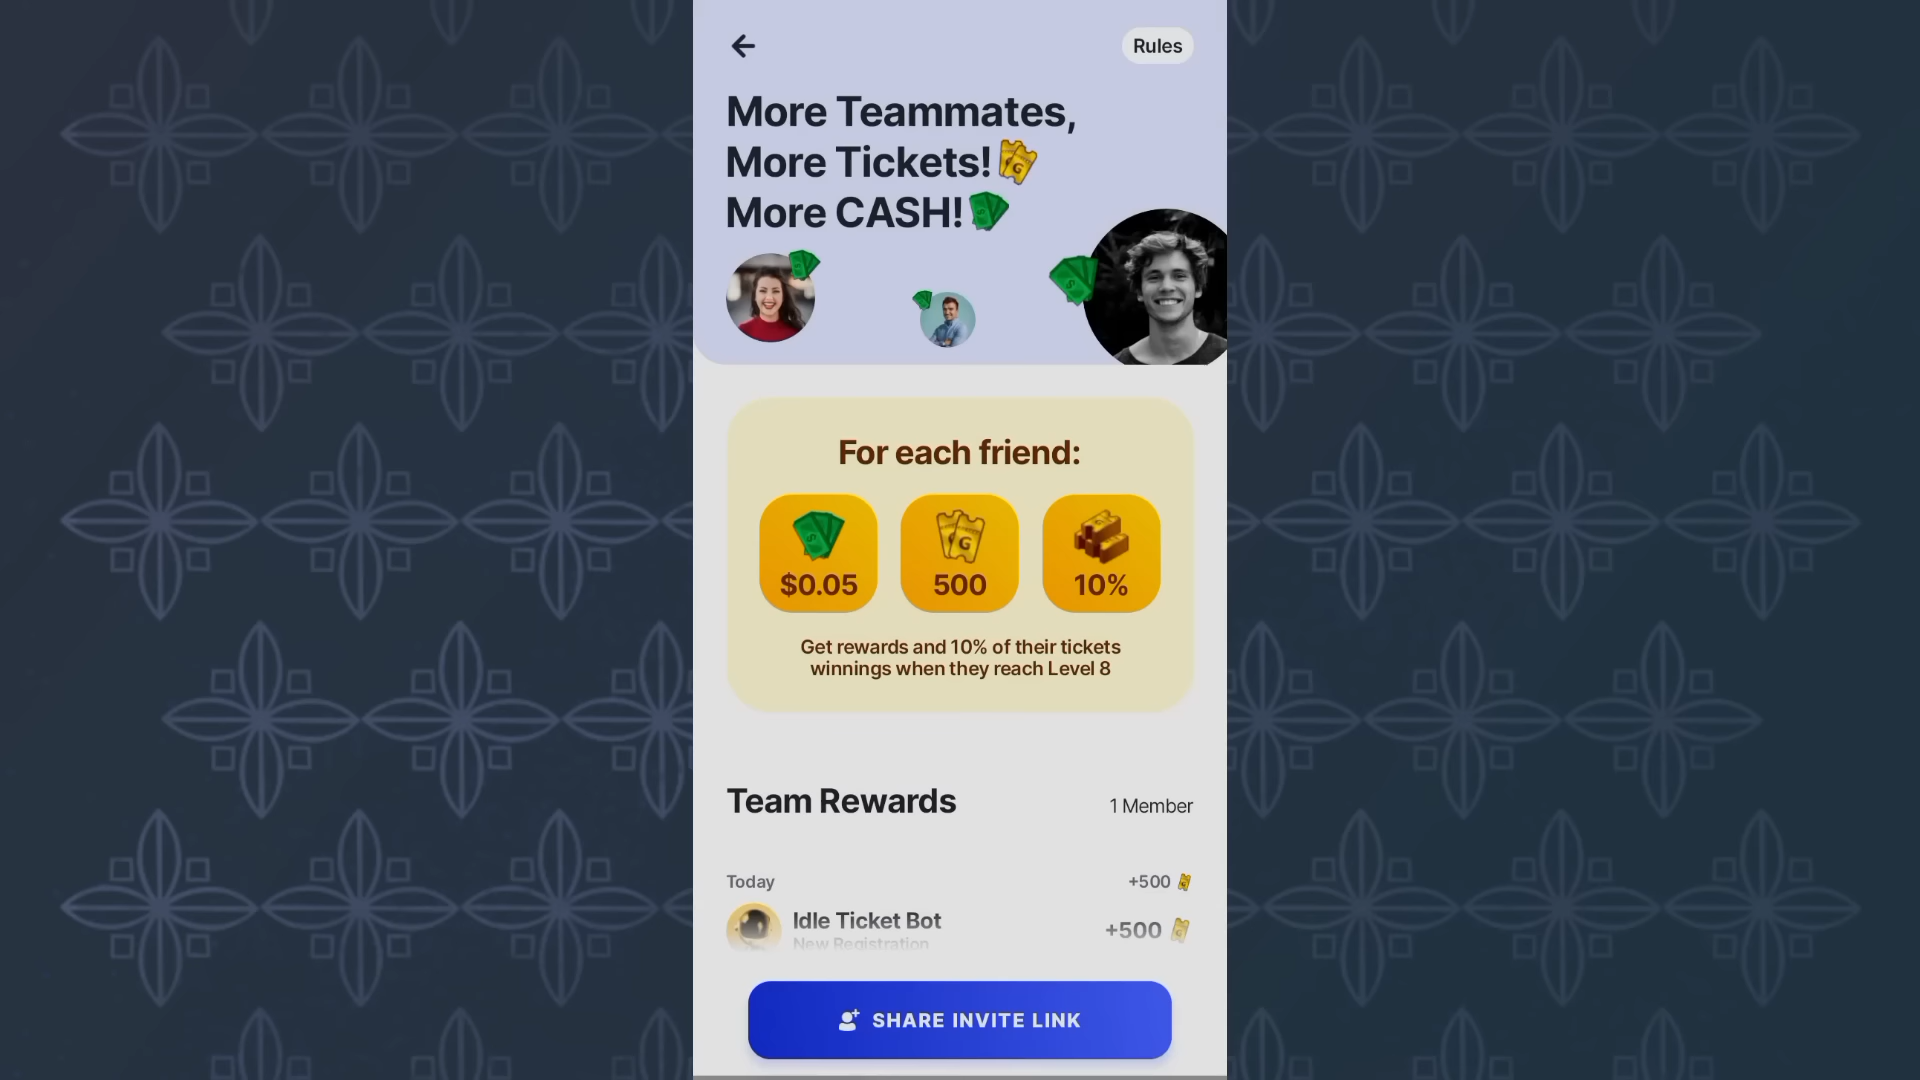 Rules
More Teammates,
More Tickets!
More CASH!
For each friend:
$0.05
500
10%
Get rewards and 10% of their tickets
winnings when they reach Level 8
Team Rewards
1 Member
Today
+500
Idle Ticket Bot
+500
New Registration
SHARE INVITE LINK